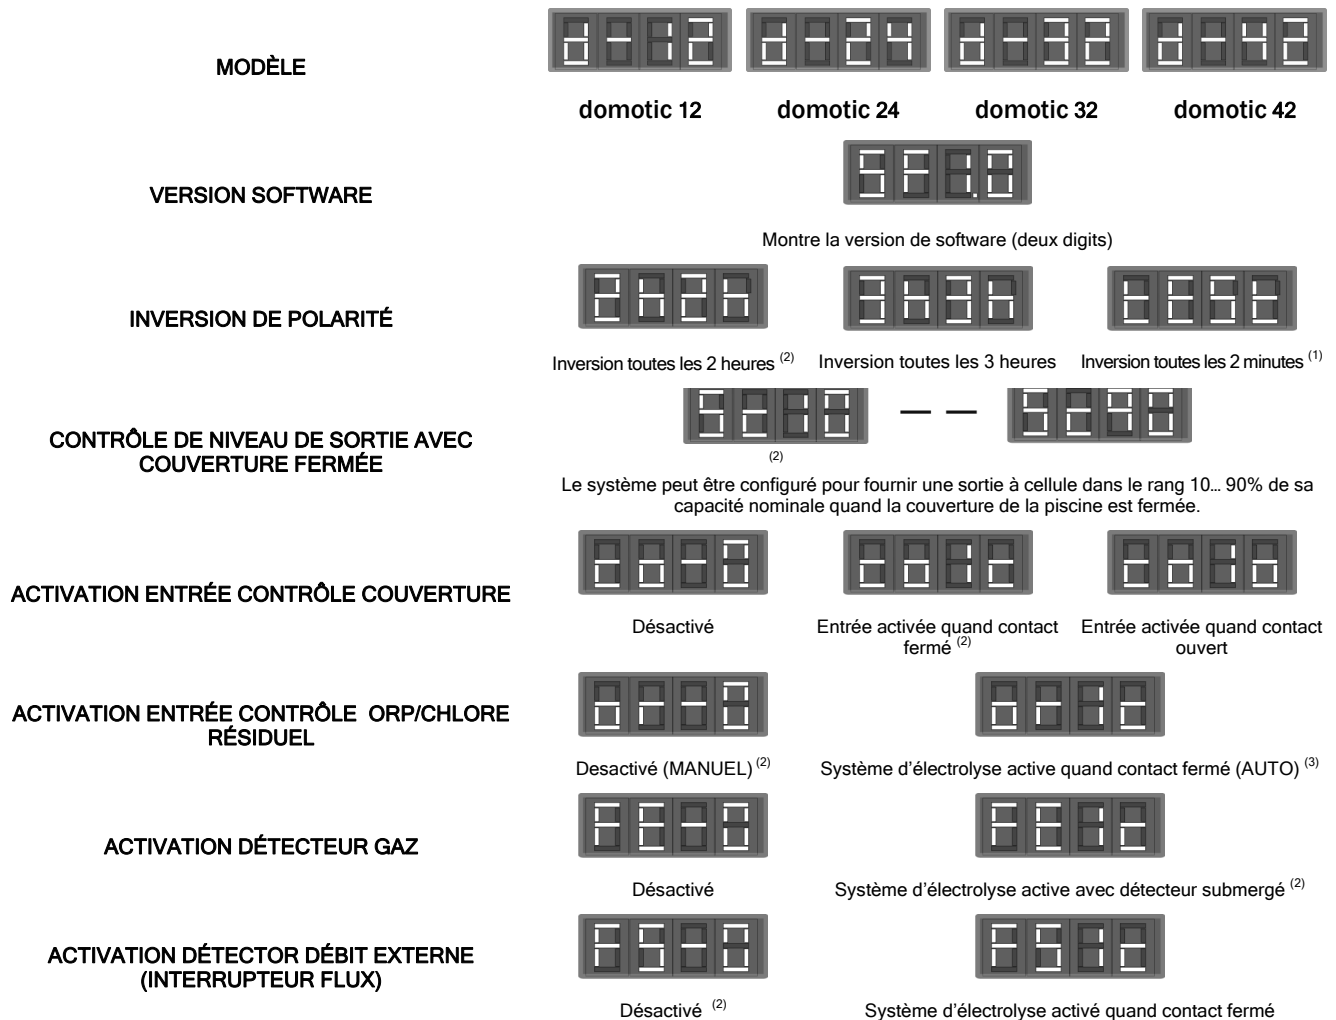 MODÈLE
domotic 12 domotic 24 domotic 32 domotic 42
VERSION SOFTWARE
Montre la version de software (deux digits)
INVERSION DE POLARITÉ
Inversion toutes les 2 heures (2) Inversion toutes les 3 heures Inversion toutes les 2 minutes (1)
CONTRÔLE DE NIVEAU DE SORTIE AVEC
COUVERTURE FERMÉE
(2)
Le système peut être configuré pour fournir une sortie à cellule dans le rang 10... 90% de sa
capacité nominale quand la couverture de la piscine est fermée.
ACTIVATION ENTRÉE CONTRÔLE COUVERTURE
Désactivé
Entrée activée quand contact
fermé (2)
Entrée activée quand contact
ouvert
ACTIVATION ENTRÉE CONTRÔLE ORP/CHLORE
RÉSIDUEL
Desactivé (MANUEL) (2) Système d'électrolyse active quand contact fermé (AUTO) (3)
ACTIVATION DÉTECTEUR GAZ
Désactivé Système d'électrolyse active avec détecteur submergé (2)
ACTIVATION DÉTECTOR DÉBIT EXTERNE
(INTERRUPTEUR FLUX)
Désactivé (2) Système d'électrolyse activé quand contact fermé